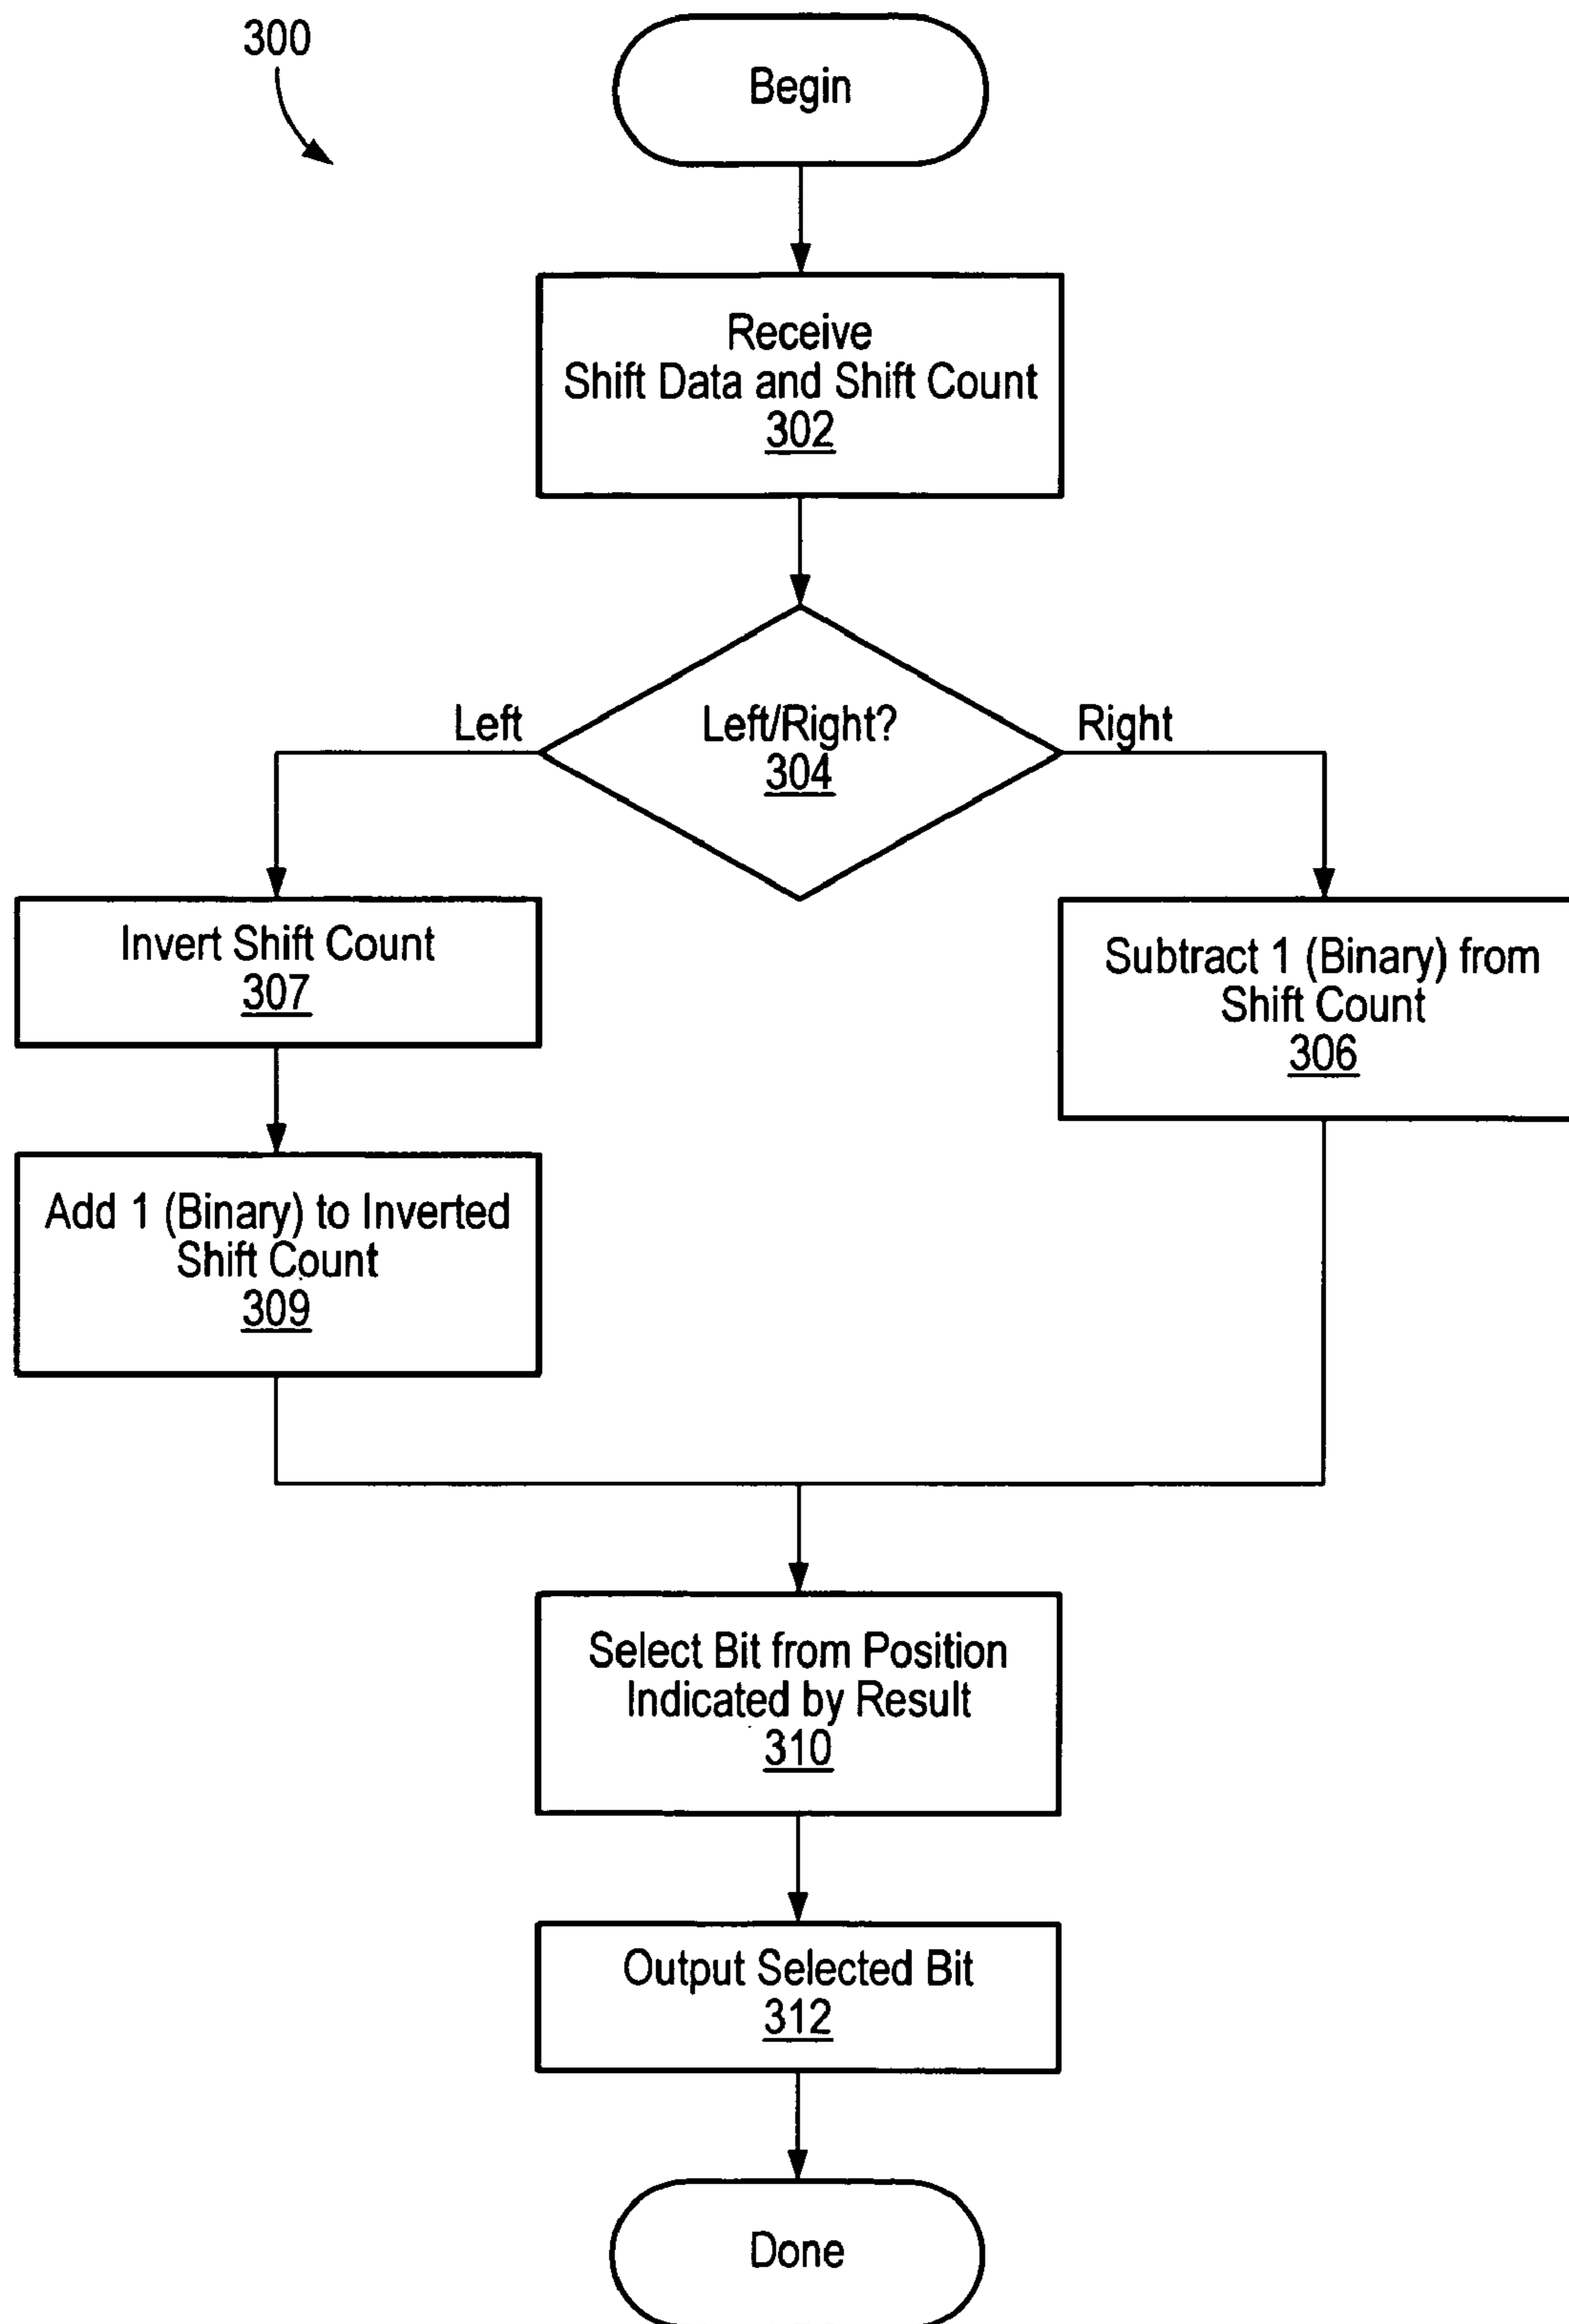 300
Begin
Receive
Shift Data and Shift Count
302
Left/Right?
304
Left
Right
Invert Shift Count
307
Subtract 1 (Binary) from
Shift Count
306
Add 1 (Binary) to Inverted
Shift Count
309
Select Bit from Position
Indicated by Result
310
Output Selected Bit
312
Done